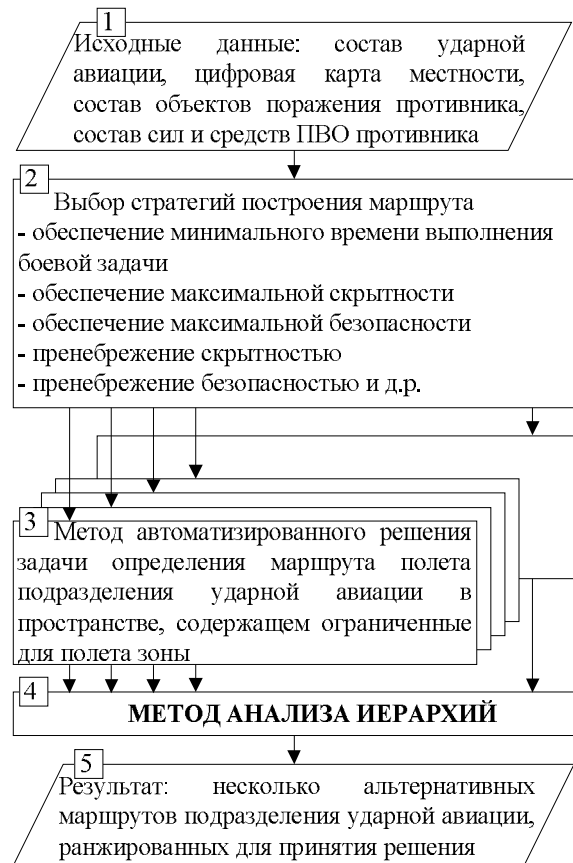 1
Исходные данные: состав ударной
авиации, цифровая карта местности,
состав объектов поражения противника,
состав сил и средств ПВО противника
2
Выбор стратегий построения маршрута
- обеспечение минимального времени выполнения
боевой задачи
- обеспечение максимальной скрытности
- обеспечение максимальной безопасности
- пренебрежение скрытностью
- пренебрежение безопасностью и д.р.
3
Метод автоматизированного решения
задачи определения маршрута полета
подразделения ударной авиации в
пространстве, содержащем ограниченные
для полета зоны
4
МЕТОД АНАЛИЗА ИЕРАРХИЙ
5
Результат: несколько альтернативных
маршрутов подразделения ударной авиации,
ранжированных для принятия решения